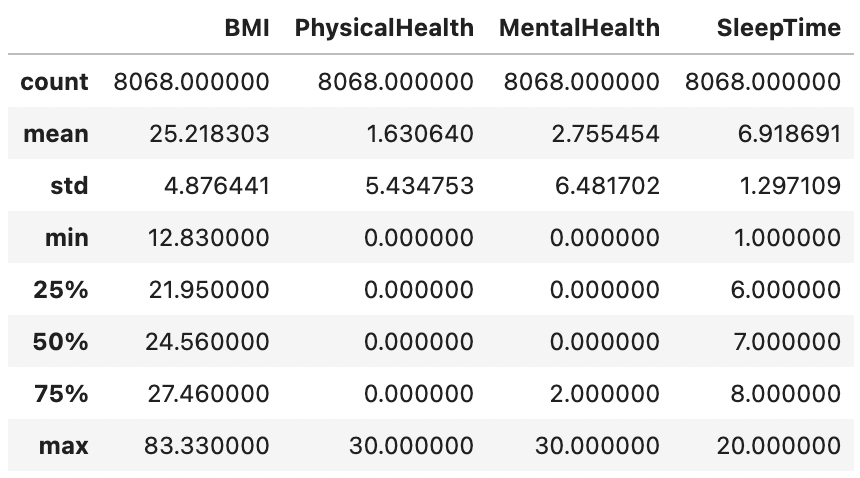 BMI PhysicalHealth MentalHealth SleepTime
count 8068.000000 8068.000000 8068.000000 8068.000000
mean 25.218303 1.630640 2.755454 6.918691
std 4.876441 5.434753 6.481702 1.297109
min 12.830000 0.000000 0.000000 1.000000
25% 21.950000 0.000000 0.000000 6.000000
50% 24.560000 0.000000 0.000000 7.000000
75% 27.460000 0.000000 2.000000 8.000000
max 83.330000 30.000000 30.000000 20.000000